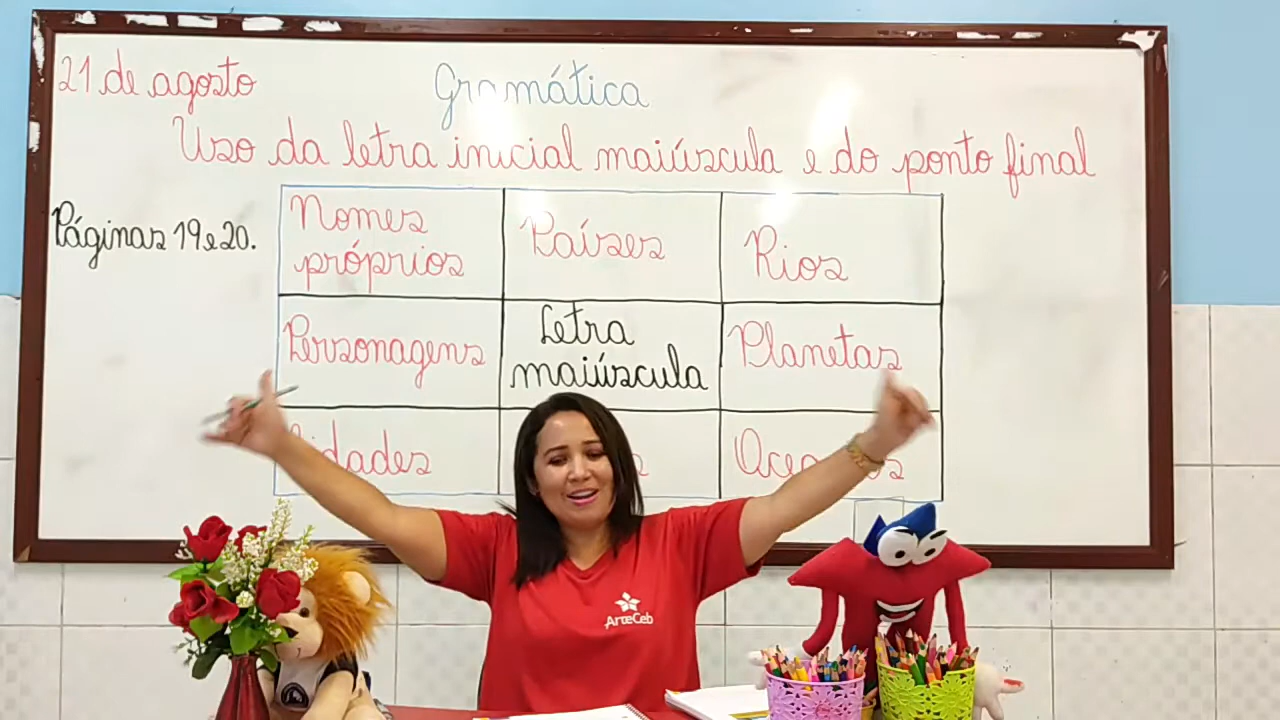 21 de agosto
Gramática
Uso da letra inicial maiúscula e do ponto final
Páginas 19 e 20.
Nomes
próprios
Países
Rios
Personagens
Letra
maiúscula
Planetas
ArteCeb